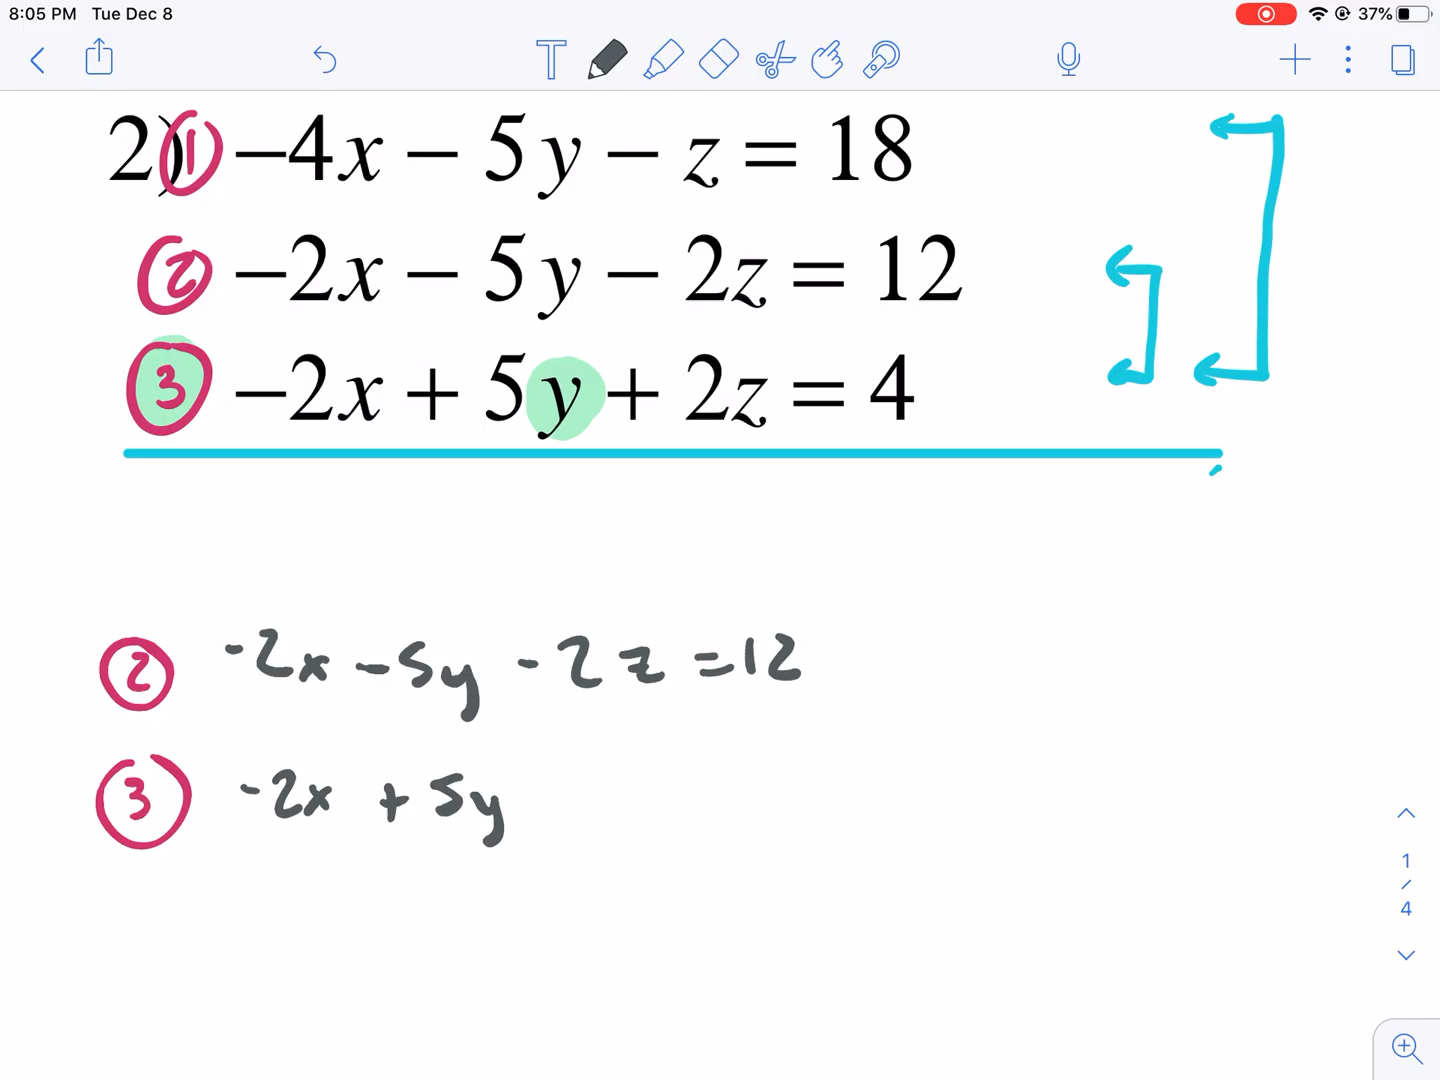 8:05 PM Tue Dec 8 37%
T
2) 1 −4x − 5y − z = 18
2 −2x − 5y − 2z = 12
3 −2x + 5y + 2z = 4
2 -2x -5y -2z =12
3 -2x + 5y
1
/
4